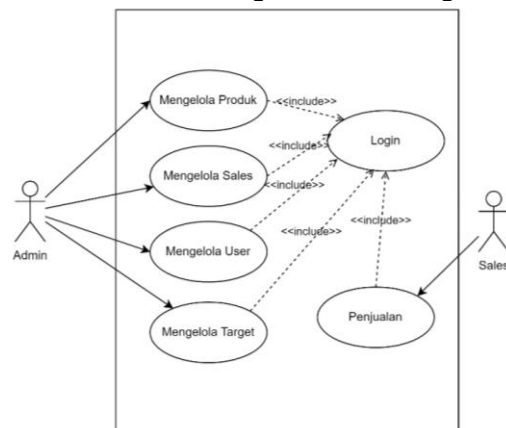 Mengelola Produk
<<include>>
Login
<<include>>
Mengelola Sales
<<include>>
Admin
Mengelola User
<<include>>
<<include>>
Sales
Mengelola Target
Penjualan